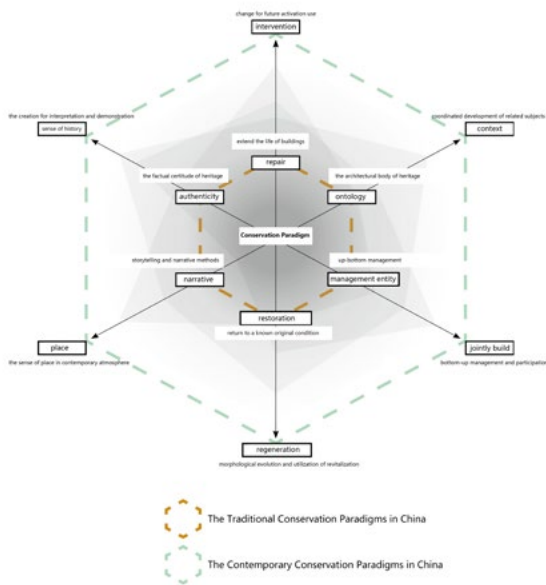 change for future activation use
intervention
the creation for interpretation and demonstration
coordinated development of related subjects
sense of history
context
extend the life of buildings
repair
the factual certitude of heritage
the architectural body of heritage
authenticity
ontology
Conservation Paradigm
storytelling and narrative methods
up-bottom management
narrative
management entity
restoration
return to a known original condition
place
jointly build
the sense of place in contemporary atmosphere
bottom-up management and participation
regeneration
morphological evolution and utilization of revitalization
The Traditional Conservation Paradigms in China
The Contemporary Conservation Paradigms in China